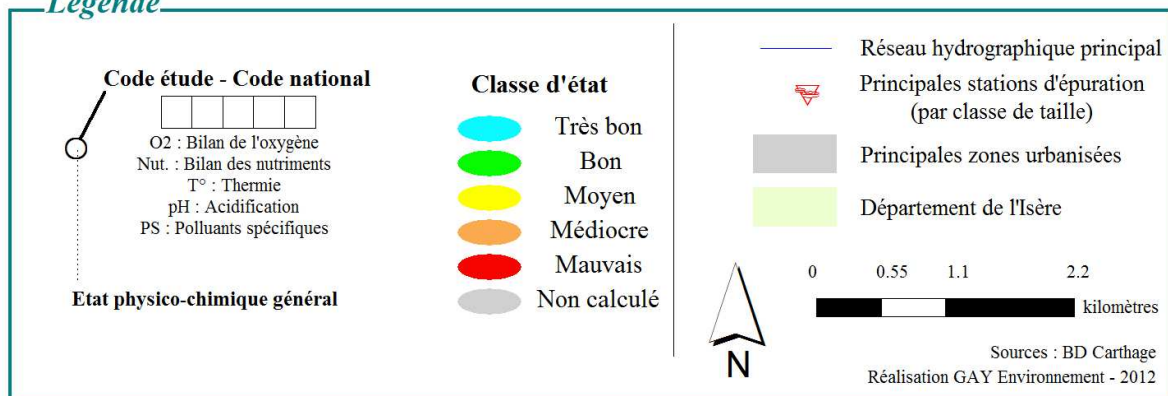 Légende
Code étude - Code national
O2 : Bilan de l'oxygène
Nut. : Bilan des nutriments
T° : Thermie
pH : Acidification
PS : Polluants spécifiques
Etat physico-chimique général
Classe d'état
Très bon
Bon
Moyen
Médiocre
Mauvais
Non calculé
Réseau hydrographique principal
Principales stations d'épuration
(par classe de taille)
Principales zones urbanisées
Département de l'Isère
N
0 0.55 1.1 2.2
kilomètres
Sources : BD Carthage
Réalisation GAY Environnement - 2012